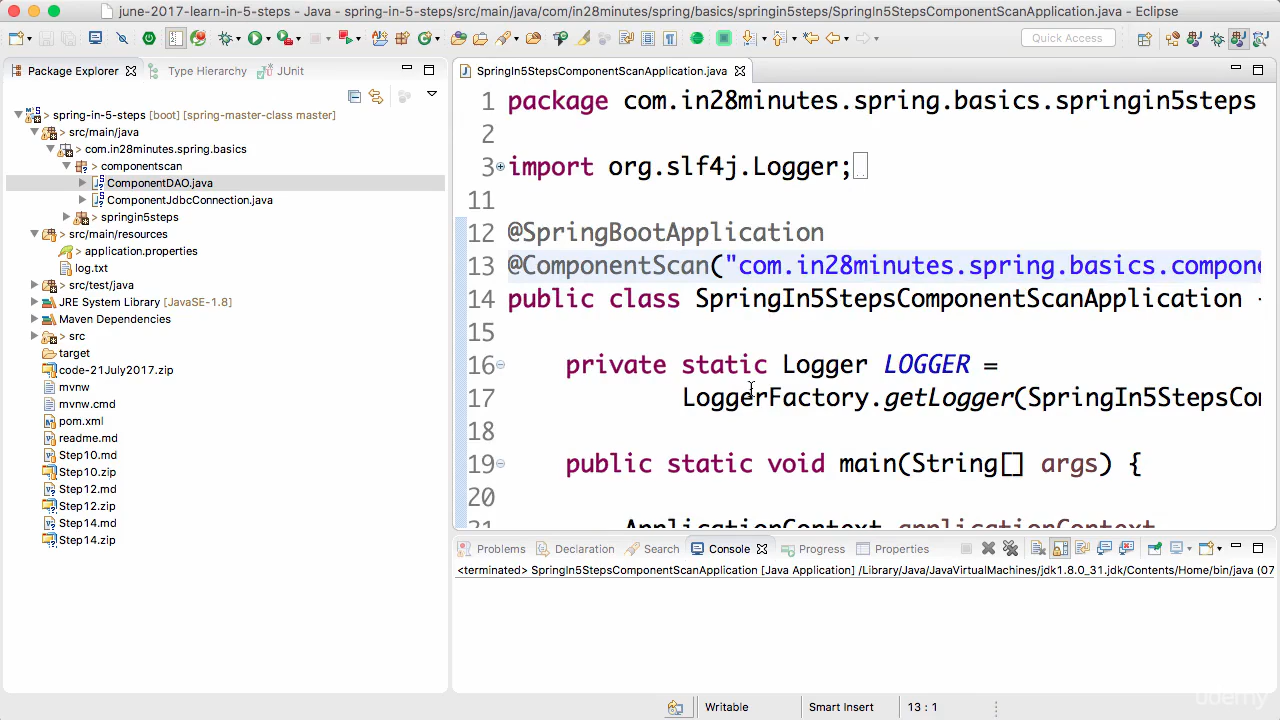 june-2017-learn-in-5-steps - Java - spring-in-5-steps/src/main/java/com/in28minutes/spring/basics/springin5steps/SpringIn5StepsComponentScanApplication.java - Eclipse
Quick Access
Package Explorer
Type Hierarchy
JUnit
> spring-in-5-steps [boot] [spring-master-class master]
> src/main/java
> com.in28minutes.spring.basics
> componentscan
ComponentDAO.java
ComponentJdbcConnection.java
> springin5steps
> src/main/resources
application.properties
log.txt
> src/test/java
JRE System Library [JavaSE-1.8]
Maven Dependencies
> src
target
code-21July2017.zip
mvnw
mvnw.cmd
pom.xml
readme.md
Step10.md
Step10.zip
Step12.md
Step12.zip
Step14.md
Step14.zip
SpringIn5StepsComponentScanApplication.java
1 package com.in28minutes.spring.basics.springin5steps
2
3 import org.slf4j.Logger;
11
12 @SpringBootApplication
13 @ComponentScan("com.in28minutes.spring.basics.compone
14 public class SpringIn5StepsComponentScanApplication
15
16 private static Logger LOGGER =
17 LoggerFactory.getLogger(SpringIn5StepsCo
18
19 public static void main(String[] args) {
20
21 ApplicationContext applicationContext
Problems
Declaration
Search
Console
Progress
Properties
<terminated> SpringIn5StepsComponentScanApplication [Java Application] /Library/Java/JavaVirtualMachines/jdk1.8.0_31.jdk/Contents/Home/bin/java (07
Writable
Smart Insert
13 : 1
udemy